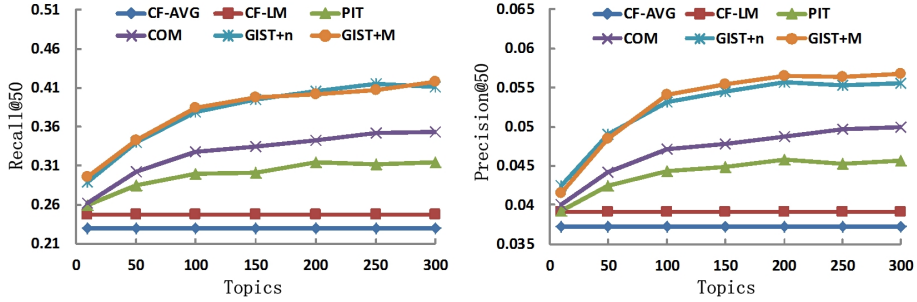 CF-AVG CF-LM PIT
COM GIST+n GIST+M
0.51
0.46
0.41
0.36
0.31
0.26
0.21
Recall@50
0 50 100 150 200 250 300
Topics
CF-AVG CF-LM PIT
COM GIST+n GIST+M
0.065
0.06
0.055
0.05
0.045
0.04
0.035
Precision@50
0 50 100 150 200 250 300
Topics